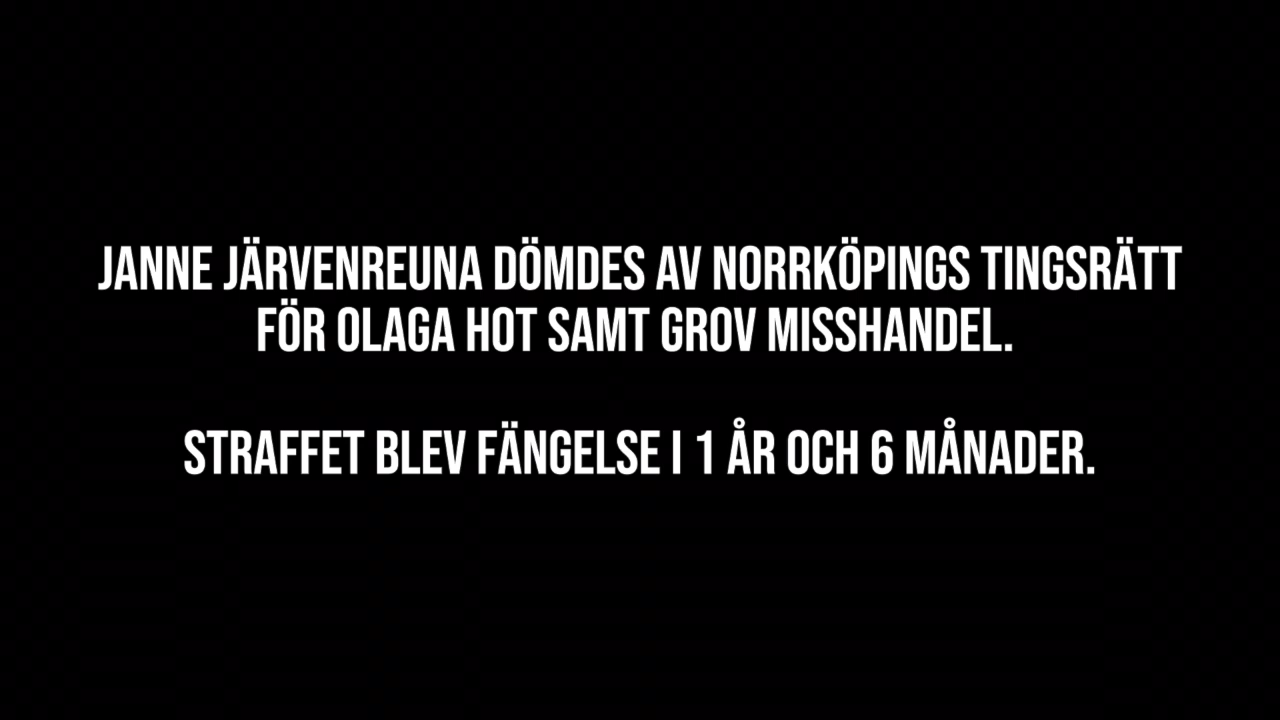 JANNE JÄRVENREUNA DÖMDES AV NORRKÖPINGS TINGSRÄTT
FÖR OLAGA HOT SAMT GROV MISSHANDEL.
STRAFFET BLEV FÄNGELSE I 1 ÅR OCH 6 MÅNADER.